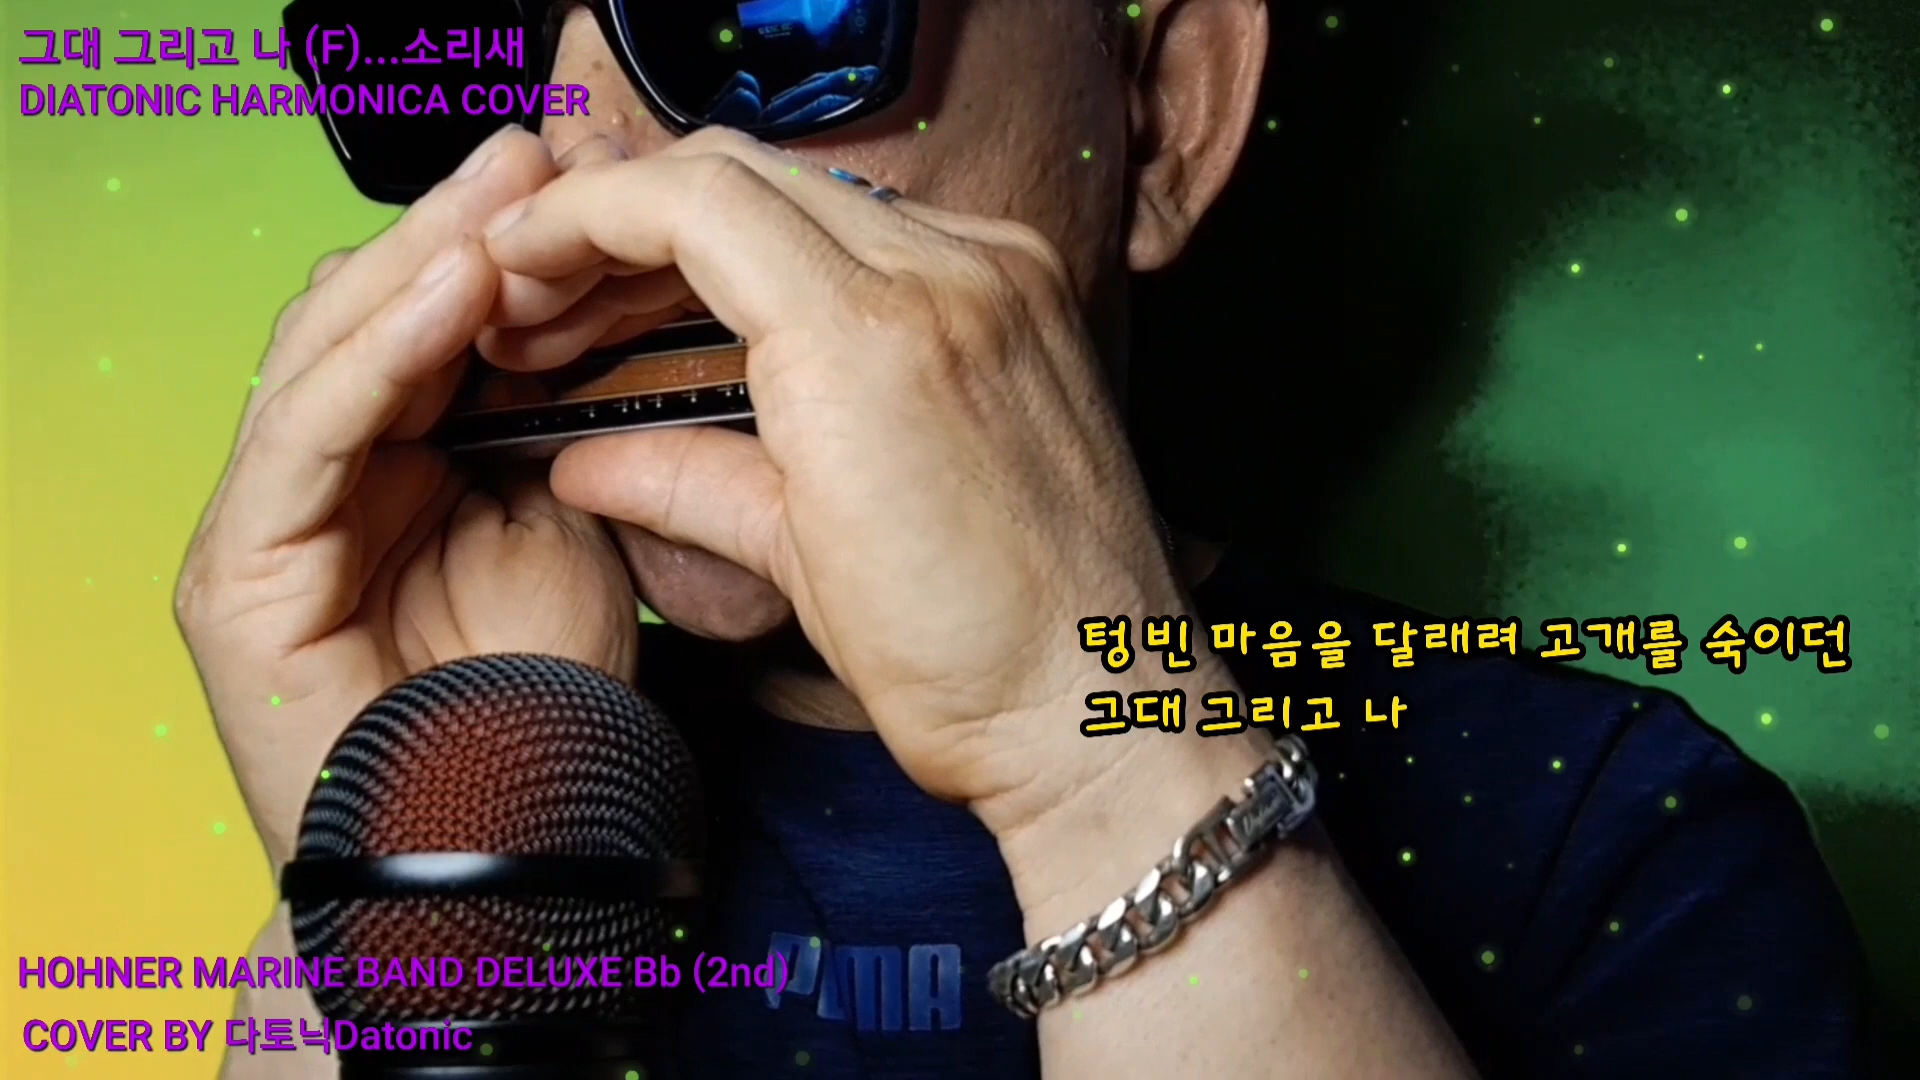 그대 그리고 나 (F)...소리새
DIATONIC HARMONICA COVER
텅 빈 마음을 달래려 고개를 숙이던
그대 그리고 나
PUMA
HOHNER MARINE BAND DELUXE Bb (2nd)
COVER BY 다토닉Datonic